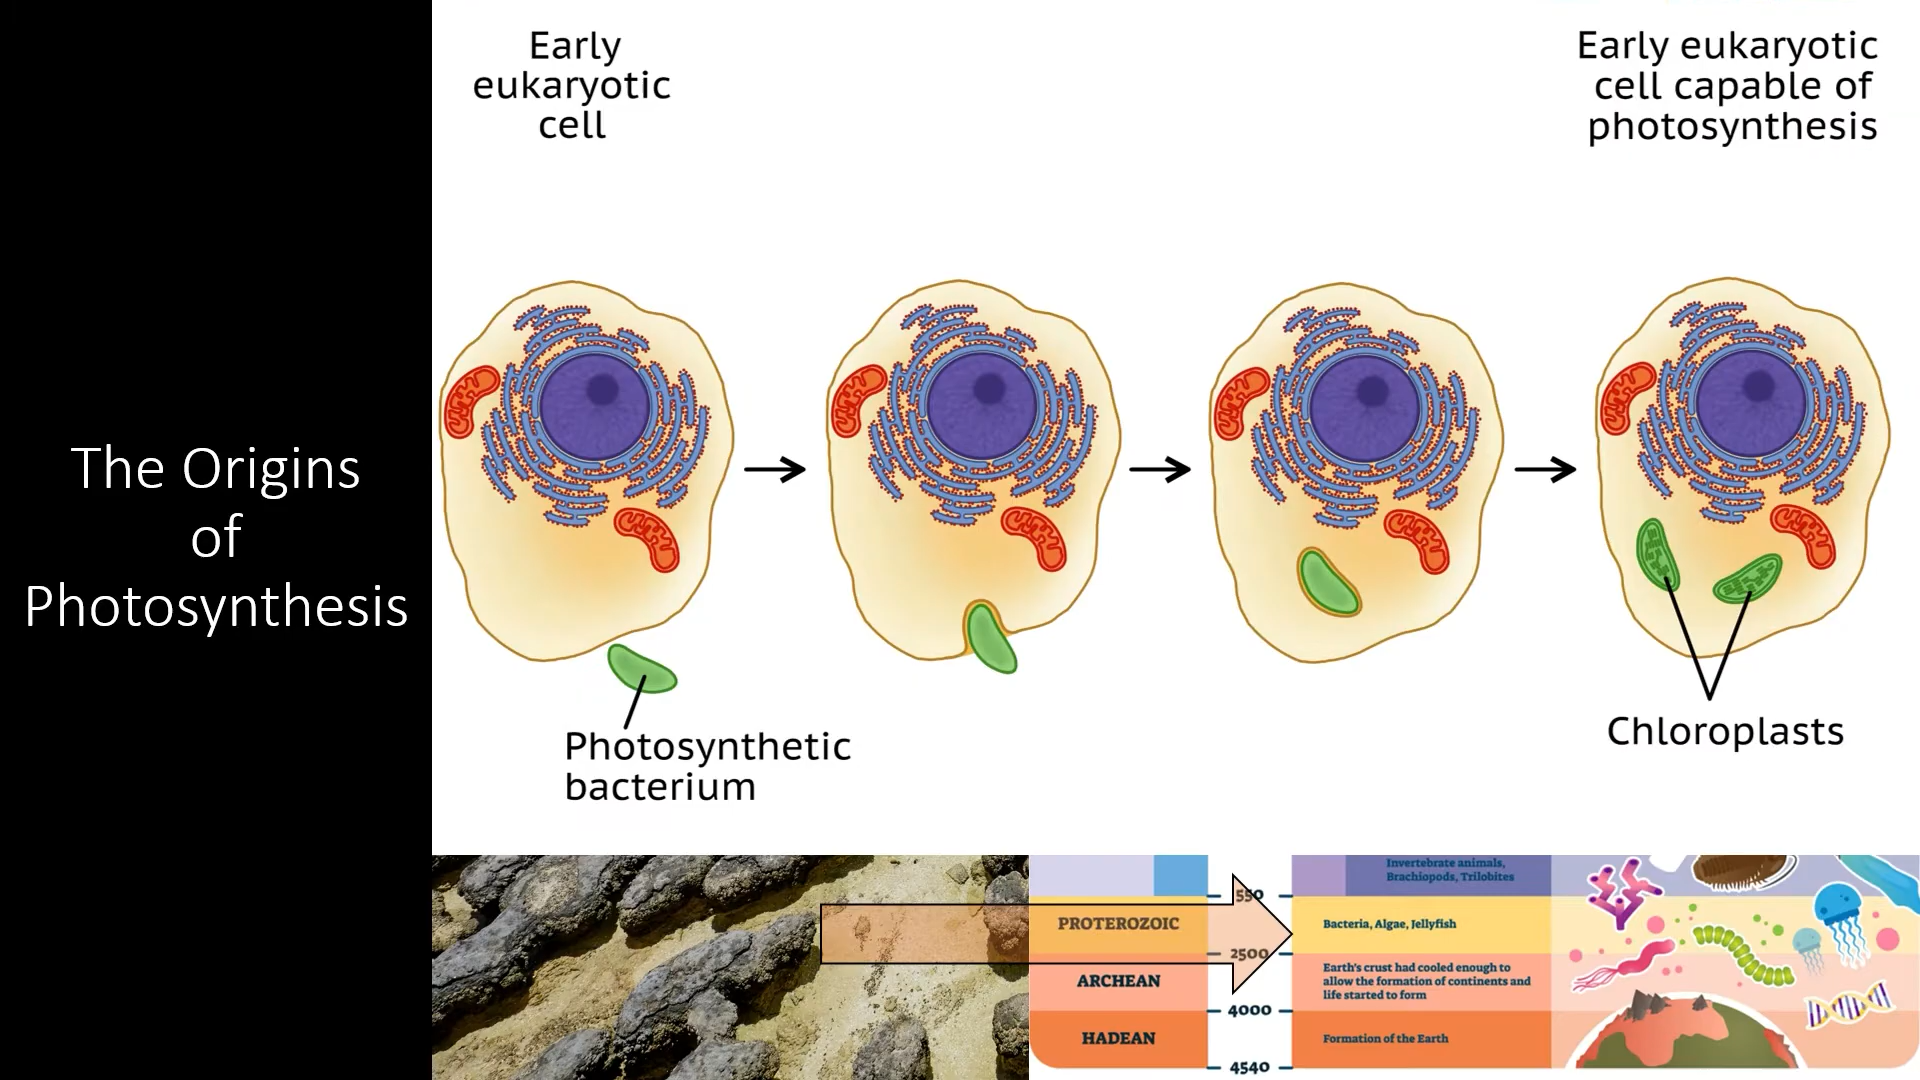 The Origins
of
Photosynthesis
Early
eukaryotic
cell
Early eukaryotic
cell capable of
photosynthesis
Photosynthetic
bacterium
Chloroplasts
Invertebrate animals,
Brachiopods, Trilobites
550
PROTEROZOIC
Bacteria, Algae, Jellyfish
2500
ARCHEAN
Earth's crust had cooled enough to
allow the formation of continents and
life started to form
4000
HADEAN
Formation of the Earth
4540